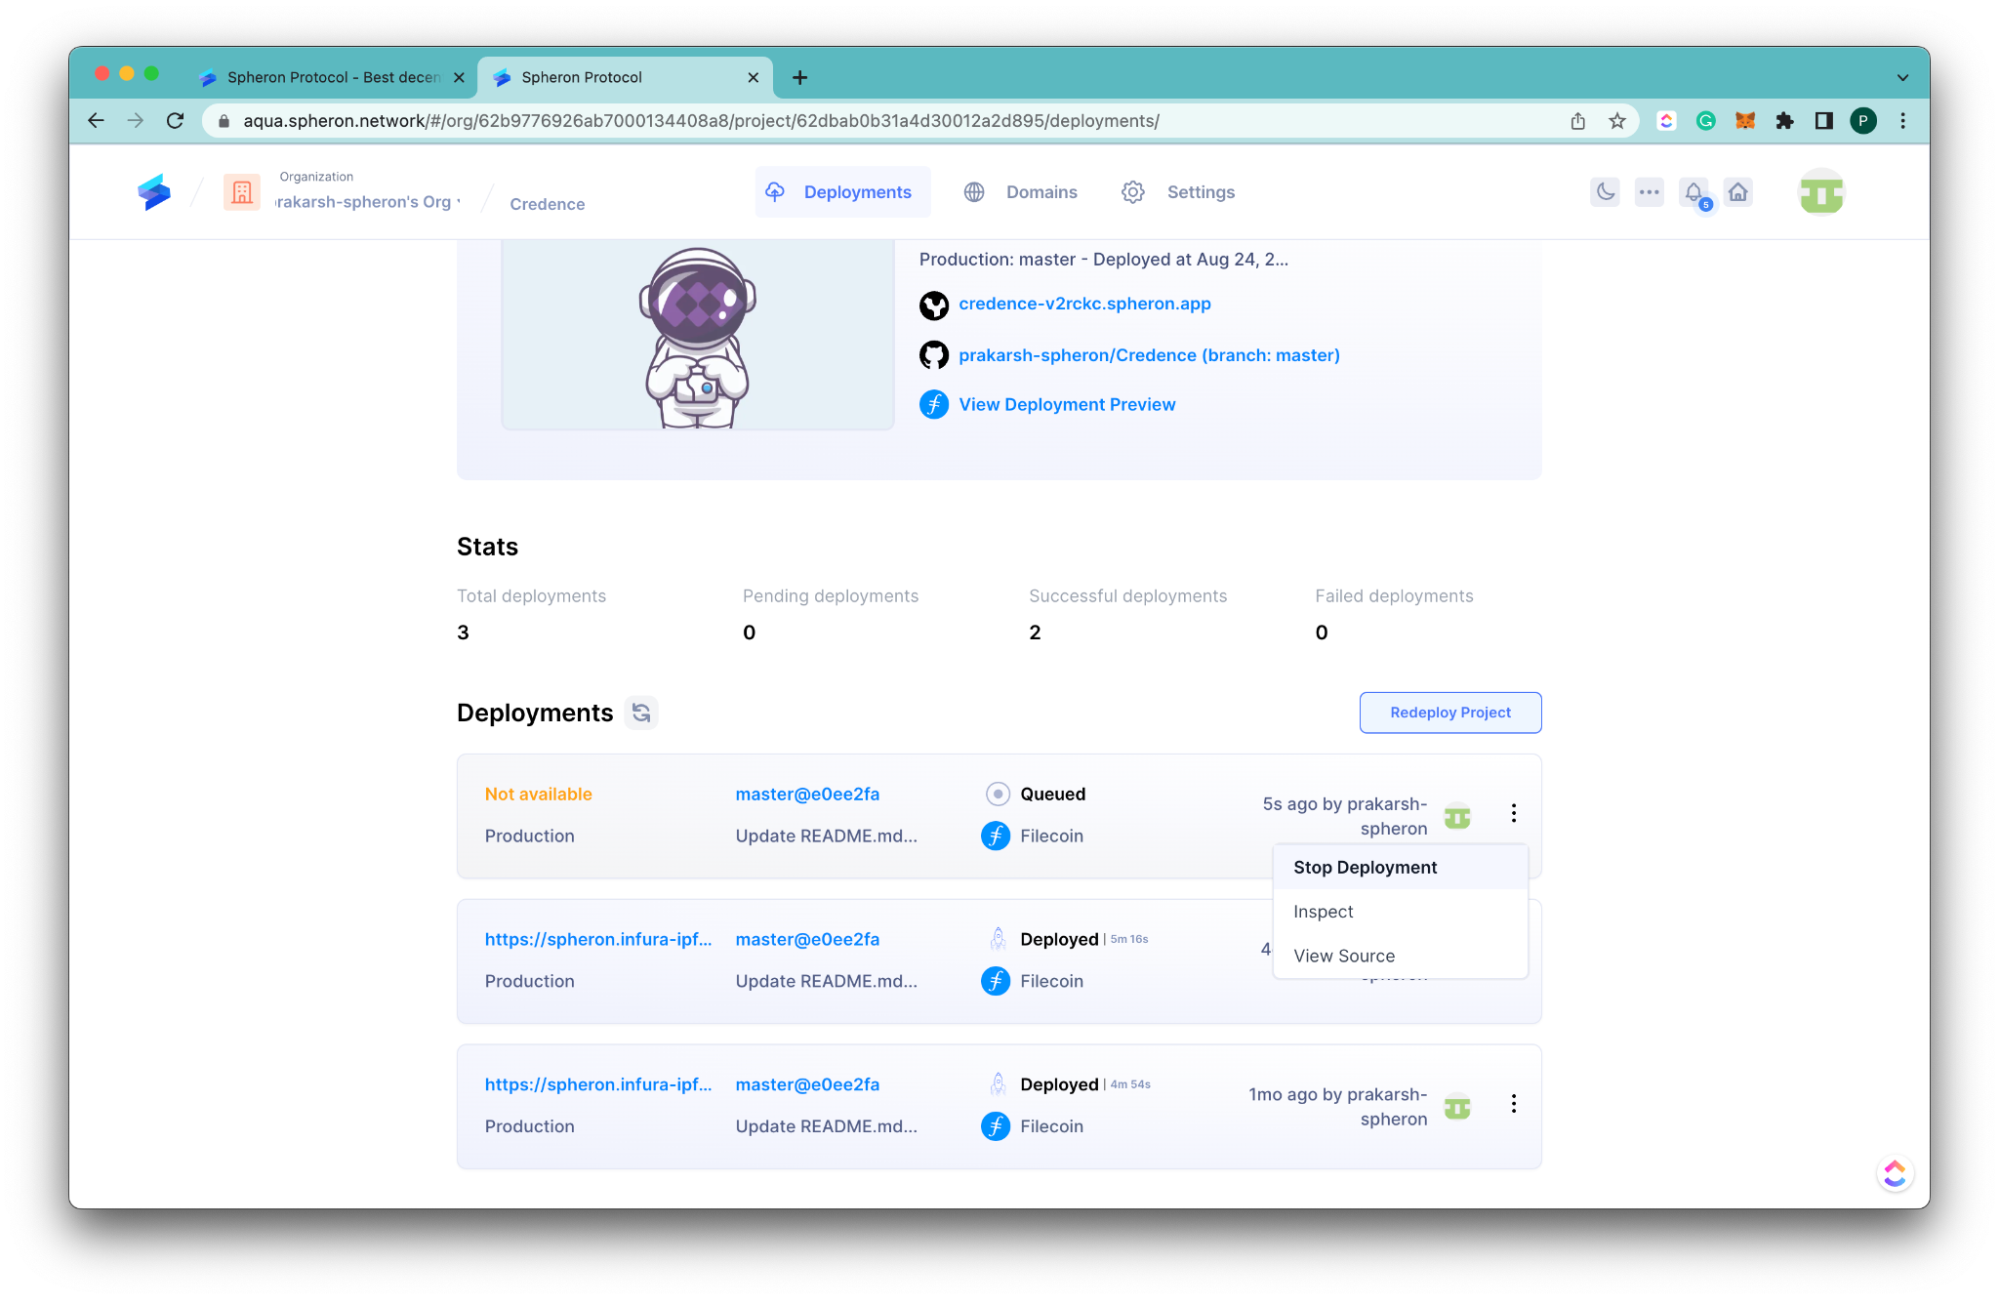 Spheron Protocol - Best decen
Spheron Protocol
aqua.spheron.network/#/org/62b9776926ab7000134408a8/project/62dbab0b31a4d30012a2d895/deployments/
P
Organization
rakarsh-spheron's Org
Credence
Deployments
Domains
Settings
5
Production: master - Deployed at Aug 24, 2...
credence-v2rckc.spheron.app
prakarsh-spheron/Credence (branch: master)
View Deployment Preview
Stats
Total deployments
3
Pending deployments
0
Successful deployments
2
Failed deployments
0
Deployments
Redeploy Project
Not available
Production
master@e0ee2fa
Update README.md...
Queued
Filecoin
5s ago by prakarsh-
spheron
Stop Deployment
Inspect
View Source
https://spheron.infura-ipf...
Production
master@e0ee2fa
Update README.md...
Deployed | 5m 16s
Filecoin
4
https://spheron.infura-ipf...
Production
master@e0ee2fa
Update README.md...
Deployed | 4m 54s
Filecoin
1mo ago by prakarsh-
spheron